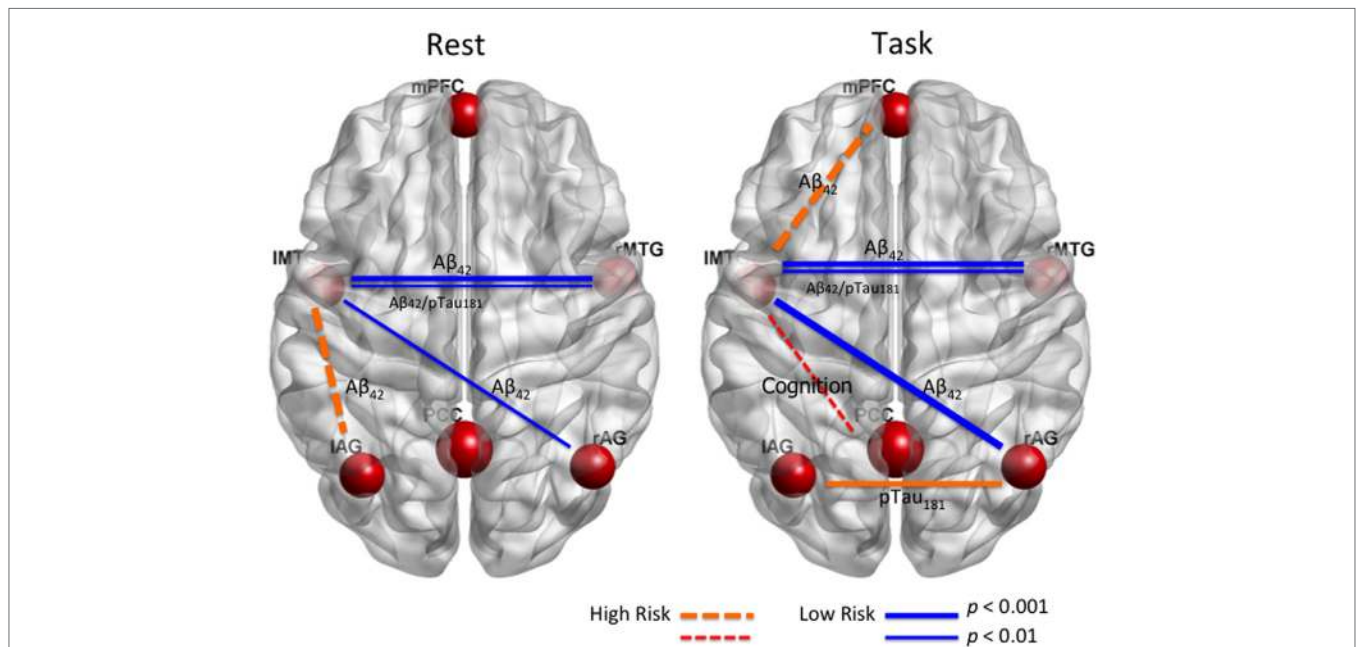 Rest
mPFC
lMT
rMTG
Aβ₄₂
Aβ₄₂/pTau₁₈₁
Aβ₄₂
Aβ₄₂
PCC
lAG
rAG
Task
mPFC
Aβ₄₂
lMT
rMTG
Aβ₄₂
Aβ₄₂/pTau₁₈₁
Cognition
Aβ₄₂
PCC
lAG
rAG
pTau₁₈₁
High Risk
Low Risk
p < 0.001
p < 0.01